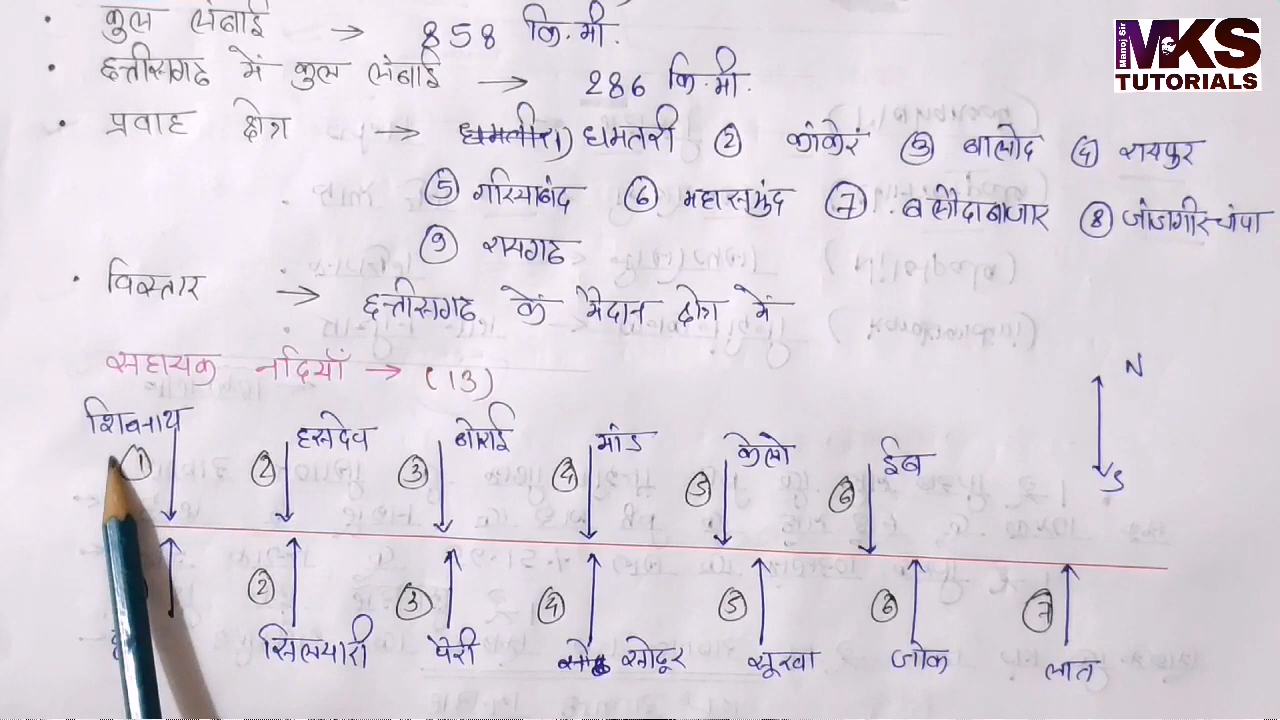 Manoj Sir MKS
TUTORIALS
• कुल लंबाई → 858 कि.मी.
• छत्तीसगढ में कुल लंबाई → 286 कि.मी.
• प्रवाह क्षेत्र → धमतरी ② कांकेर ③ बालोद ④ रायपुर
⑤ गरियाबंद ⑥ महासमुंद ⑦ बलौदाबाजार ⑧ जांजगीर चंपा
⑨ रायगढ
• विस्तार → छत्तीसगढ के मैदान क्षेत्र में
सहायक नदियाँ → (13)
N
शिवनाथ हसदेव बोराई मांड केलो ईब
① ② ③ ④ ⑤ ⑥
S
② ③ ④ ⑤ ⑥ ⑦
सिलयारी पैरी सोंदूर सूखा जोंक लात